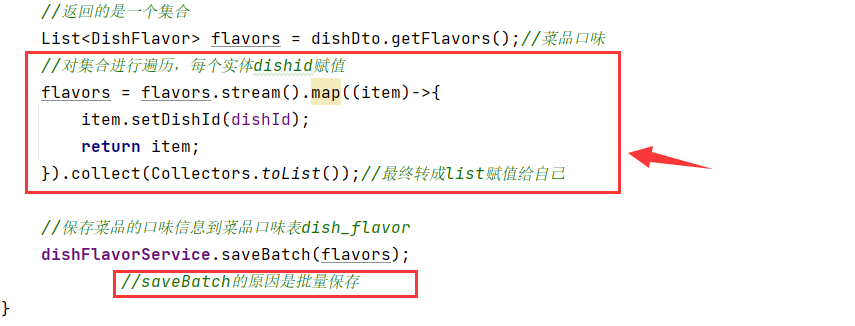 //返回的是一个集合
List<DishFlavor> flavors = dishDto.getFlavors();//菜品口味
//对集合进行遍历，每个实体dishid赋值
flavors = flavors.stream().map((item)->{
item.setDishId(dishId);
return item;
}).collect(Collectors.toList());//最终转成list赋值给自己
//保存菜品的口味信息到菜品口味表dish_flavor
dishFlavorService.saveBatch(flavors);
//saveBatch的原因是批量保存
}